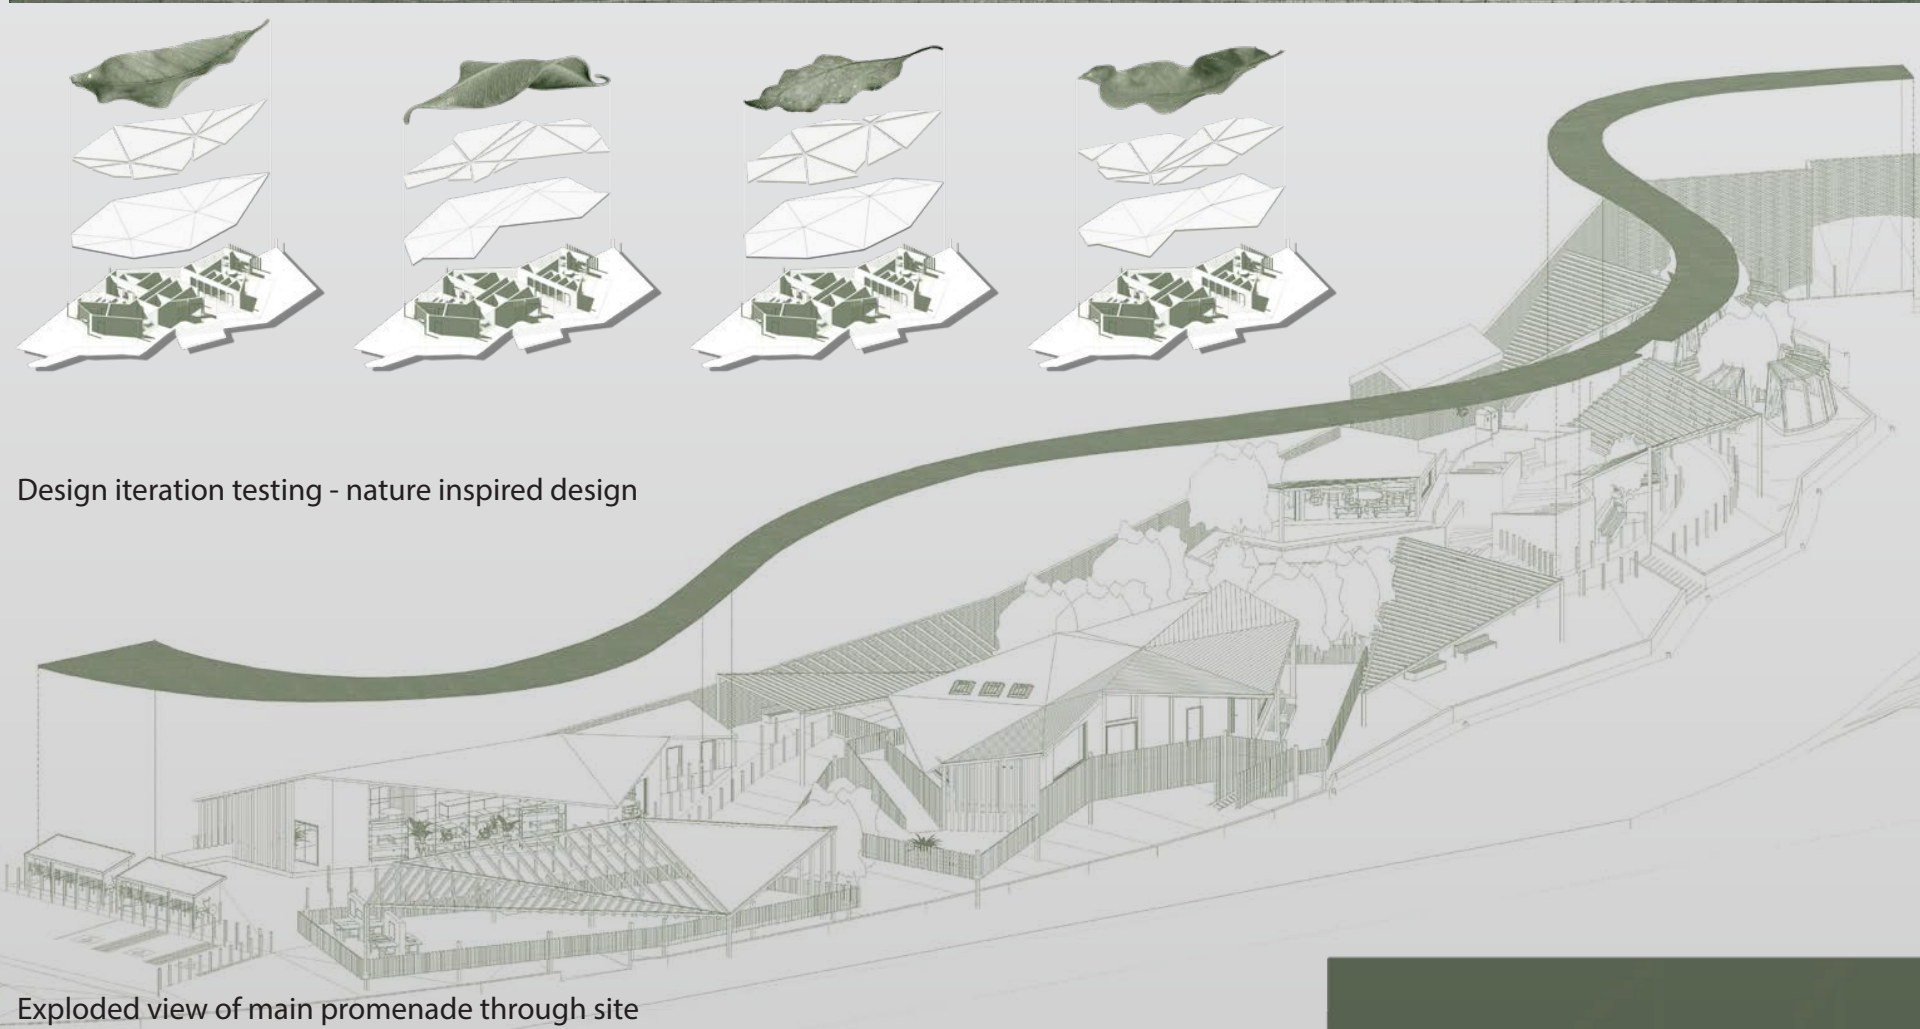 Design iteration testing - nature inspired design
Exploded view of main promenade through site